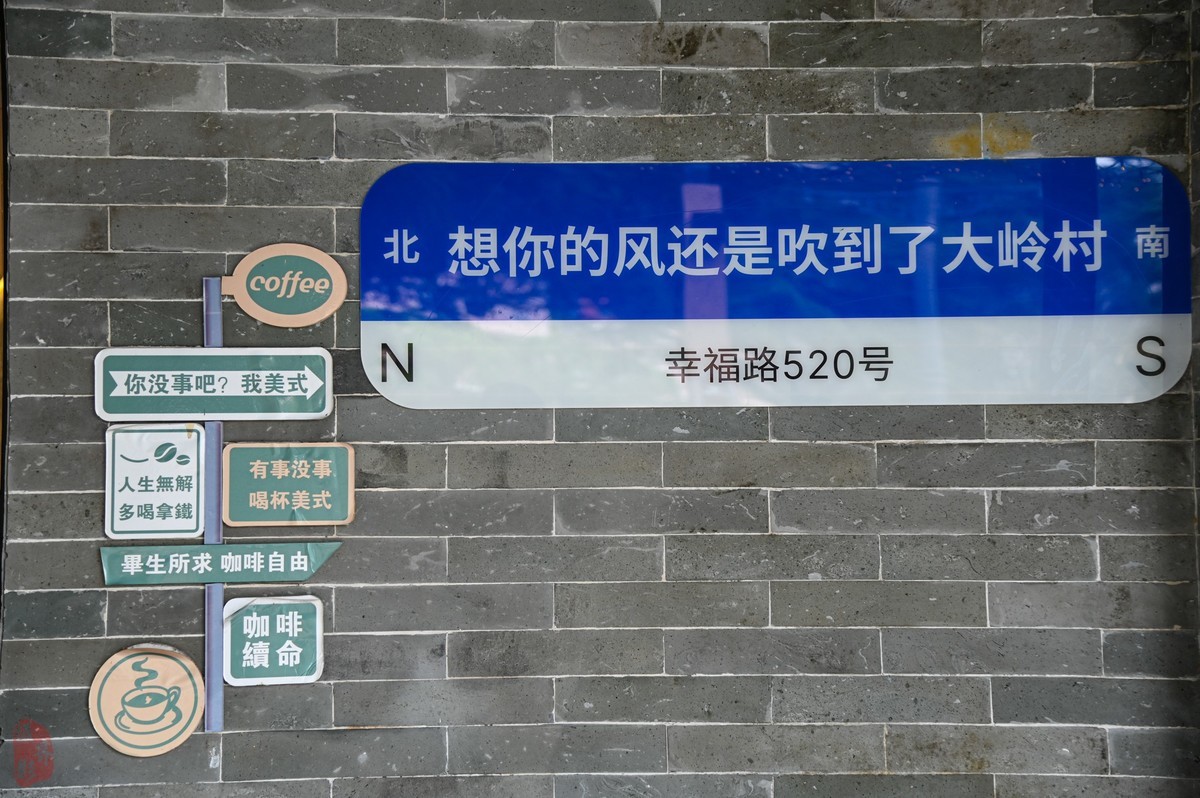 北 想你的风还是吹到了大岭村 南
N 幸福路520号 S
coffee
你没事吧？我美式
人生無解
多喝拿鐵
有事没事
喝杯美式
畢生所求 咖啡自由
咖啡
續命